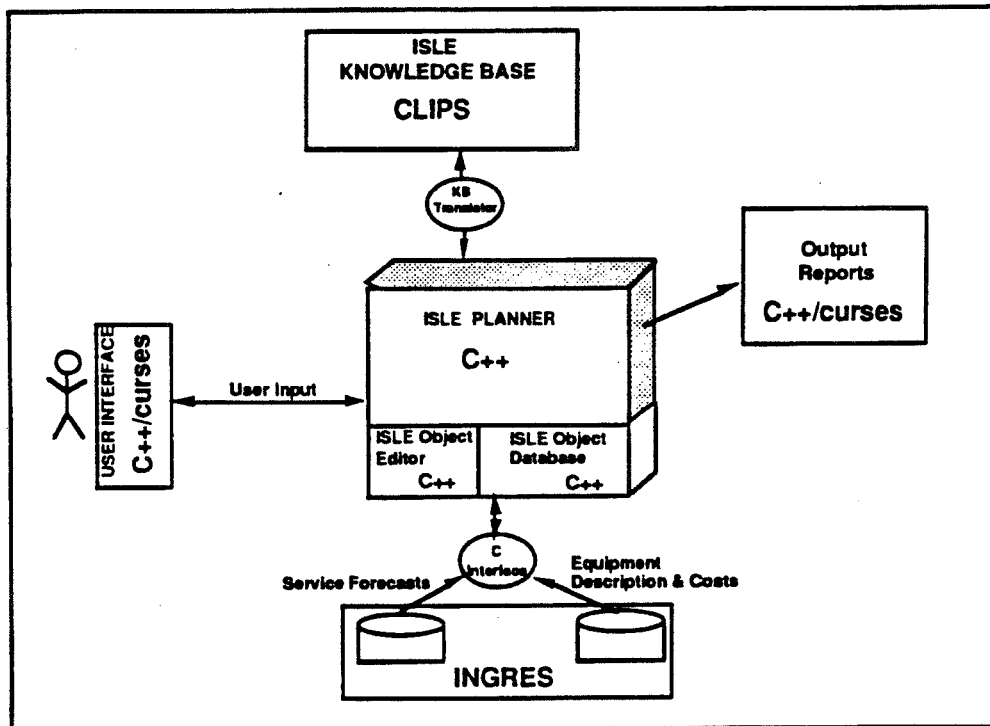 ISLE
KNOWLEDGE BASE
CLIPS
KB
Translator
Output
Reports
C++/curses
ISLE PLANNER
C++
USER INTERFACE
C++/curses
User Input
ISLE Object
Editor
C++
ISLE Object
Database
C++
C
Interface
Service Forecasts
Equipment
Description & Costs
INGRES